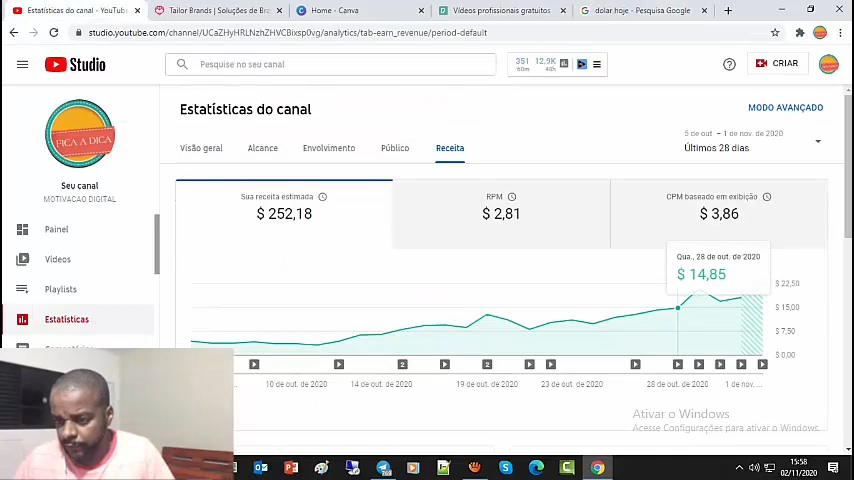 Estatísticas do canal - YouTube
Tailor Brands | Soluções de Bra
Home - Canva
Vídeos profissionais gratuitos
dolar hoje - Pesquisa Google
studio.youtube.com/channel/UCaZHyHRLNzhZHVCBixsp0vg/analytics/tab-earn_revenue/period-default
Studio
Pesquise no seu canal
351
60m
12,9K
48h
CRIAR
FICA A DICA
Seu canal
MOTIVACAO DIGITAL
Painel
Vídeos
Playlists
Estatísticas
Estatísticas do canal
MODO AVANÇADO
Visão geral
Alcance
Envolvimento
Público
Receita
5 de out. – 1 de nov. de 2020
Últimos 28 dias
Sua receita estimada
$ 252,18
RPM
$ 2,81
CPM baseado em exibição
$ 3,86
Qua., 28 de out. de 2020
$ 14,85
$ 22,50
$ 15,00
$ 7,50
$ 0,00
2
2
10 de out. de 2020
14 de out. de 2020
19 de out. de 2020
23 de out. de 2020
28 de out. de 2020
1 de nov. ...
Ativar o Windows
Acesse Configurações para ativar o Windows.
15:58
02/11/2020